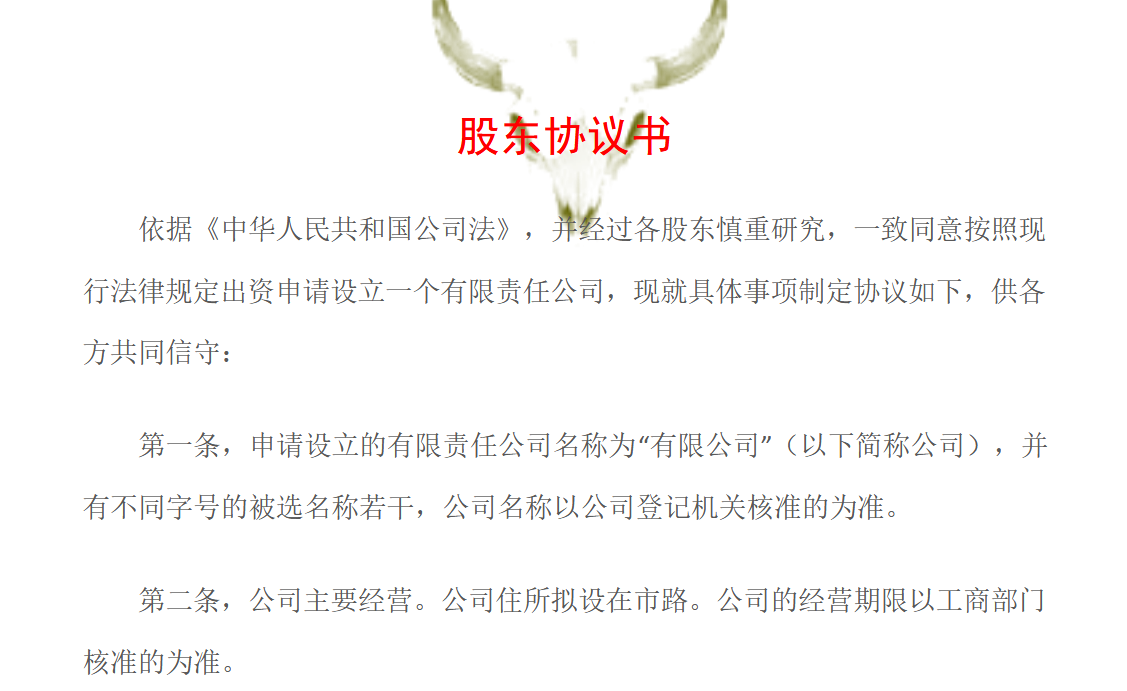 股东协议书
依据《中华人民共和国公司法》，并经过各股东慎重研究，一致同意按照现
行法律规定出资申请设立一个有限责任公司，现就具体事项制定协议如下，供各
方共同信守：
第一条，申请设立的有限责任公司名称为“有限公司”（以下简称公司），并
有不同字号的被选名称若干，公司名称以公司登记机关核准的为准。
第二条，公司主要经营。公司住所拟设在市路。公司的经营期限以工商部门
核准的为准。